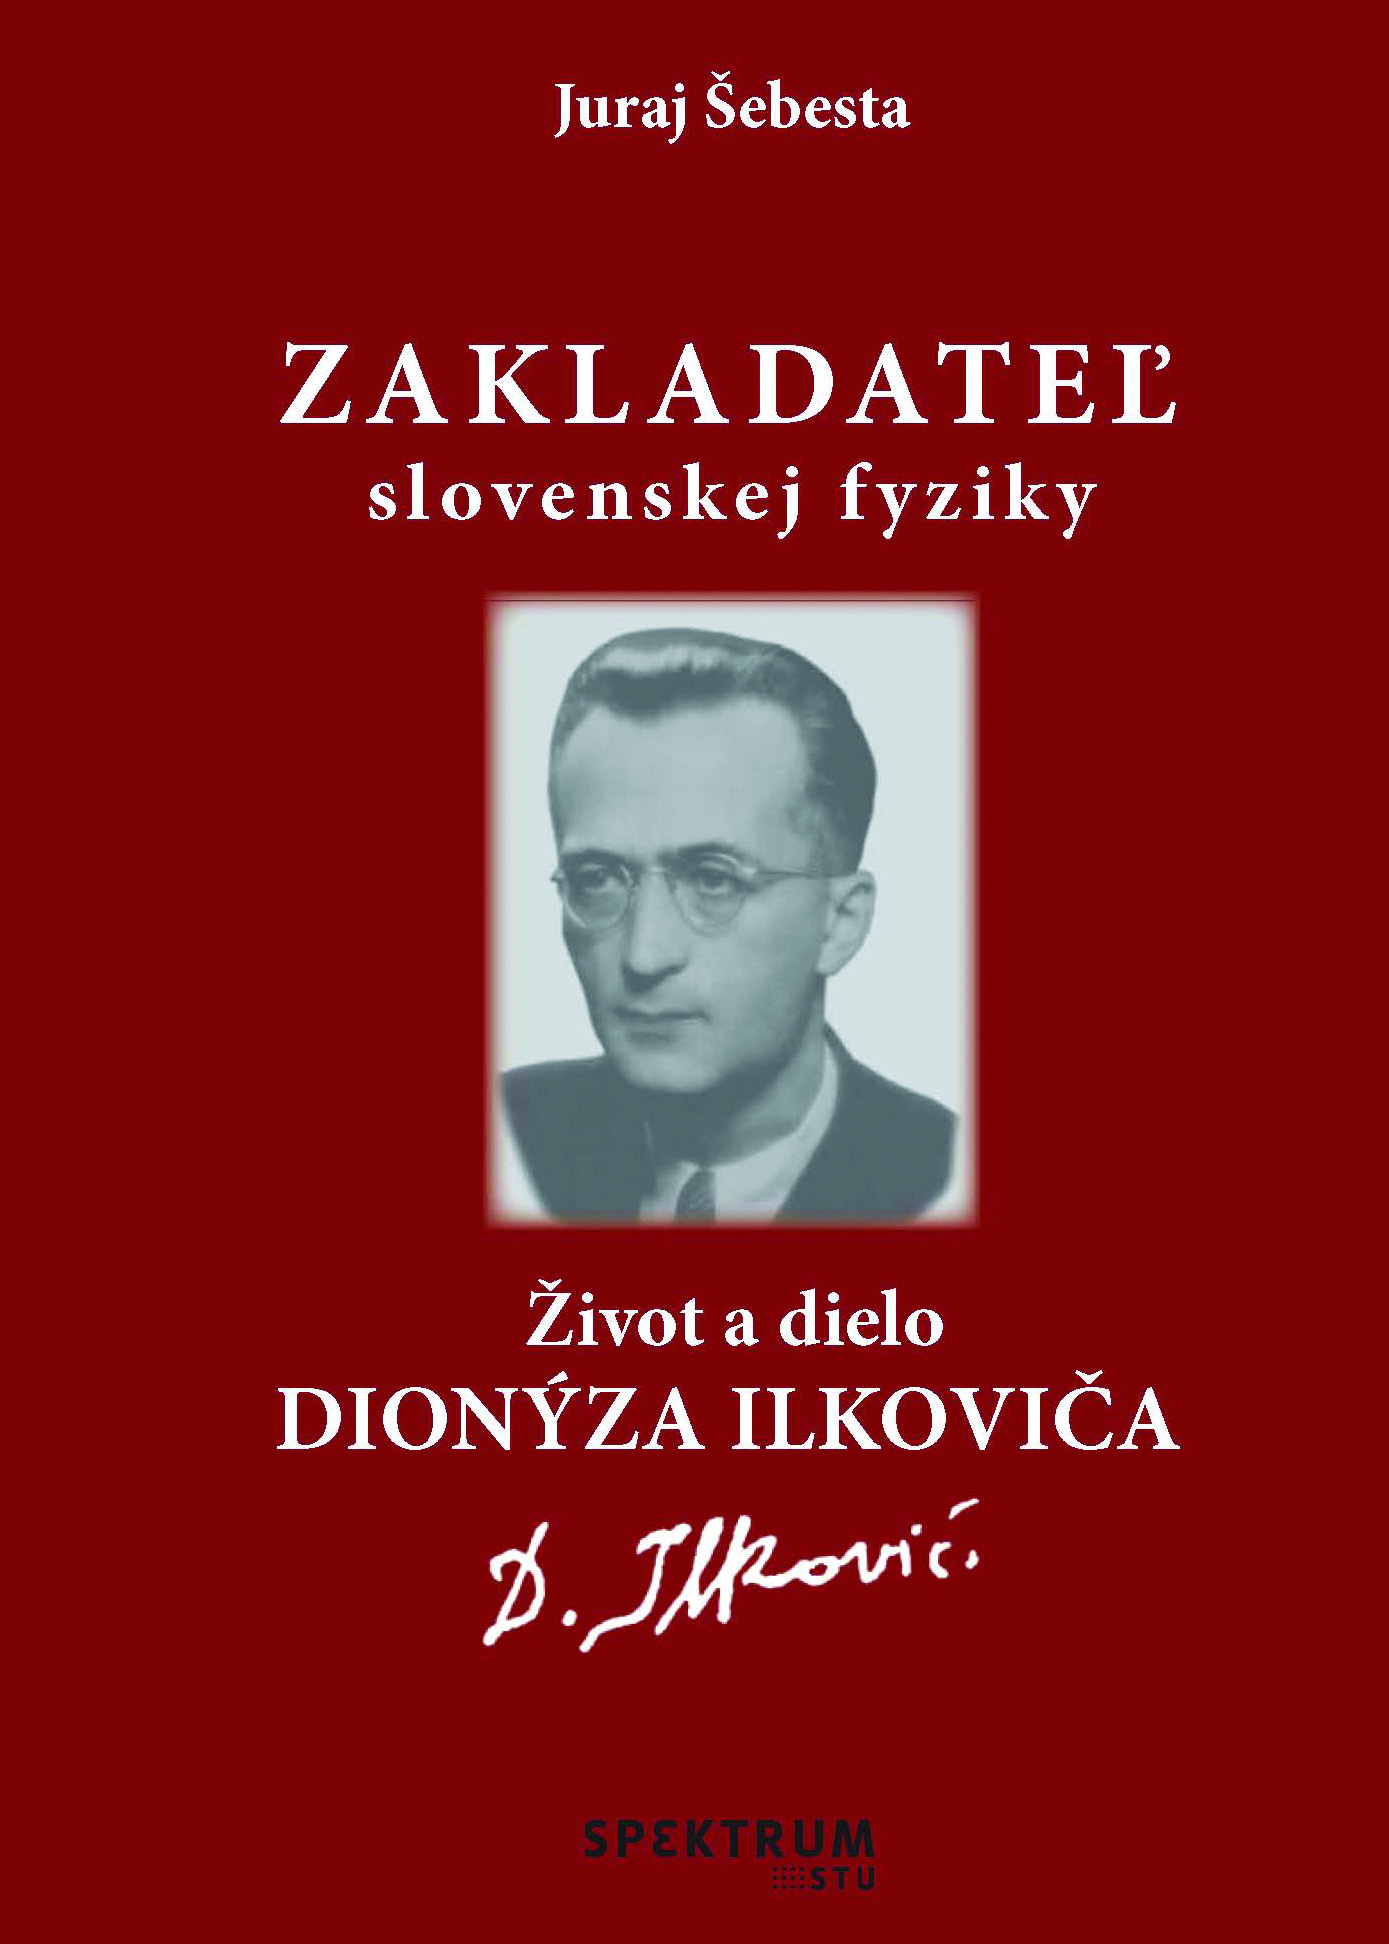 Juraj Šebesta
ZAKLADATEĽ
slovenskej fyziky
Život a dielo
DIONÝZA ILKOVIČA
D. Ilkovič.
SPEKTRUM
STU